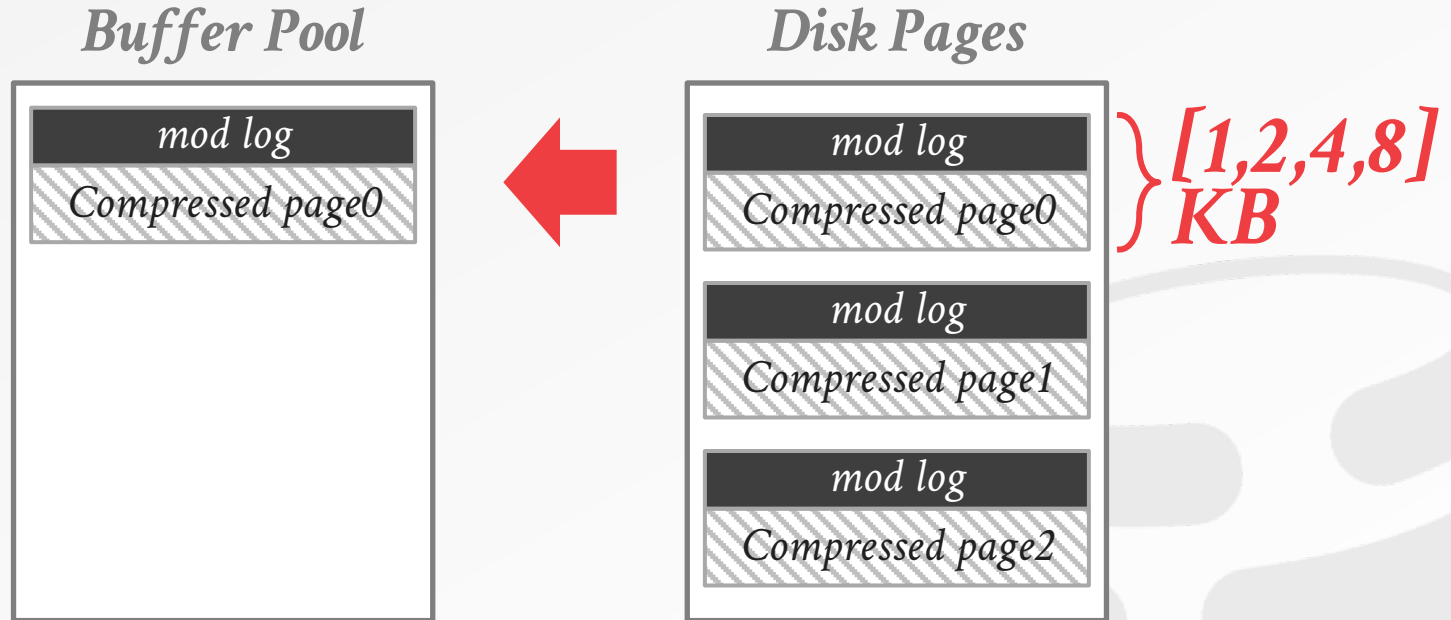 Buffer Pool
mod log
Compressed page0
Disk Pages
mod log
Compressed page0
mod log
Compressed page1
mod log
Compressed page2
[1,2,4,8]
KB